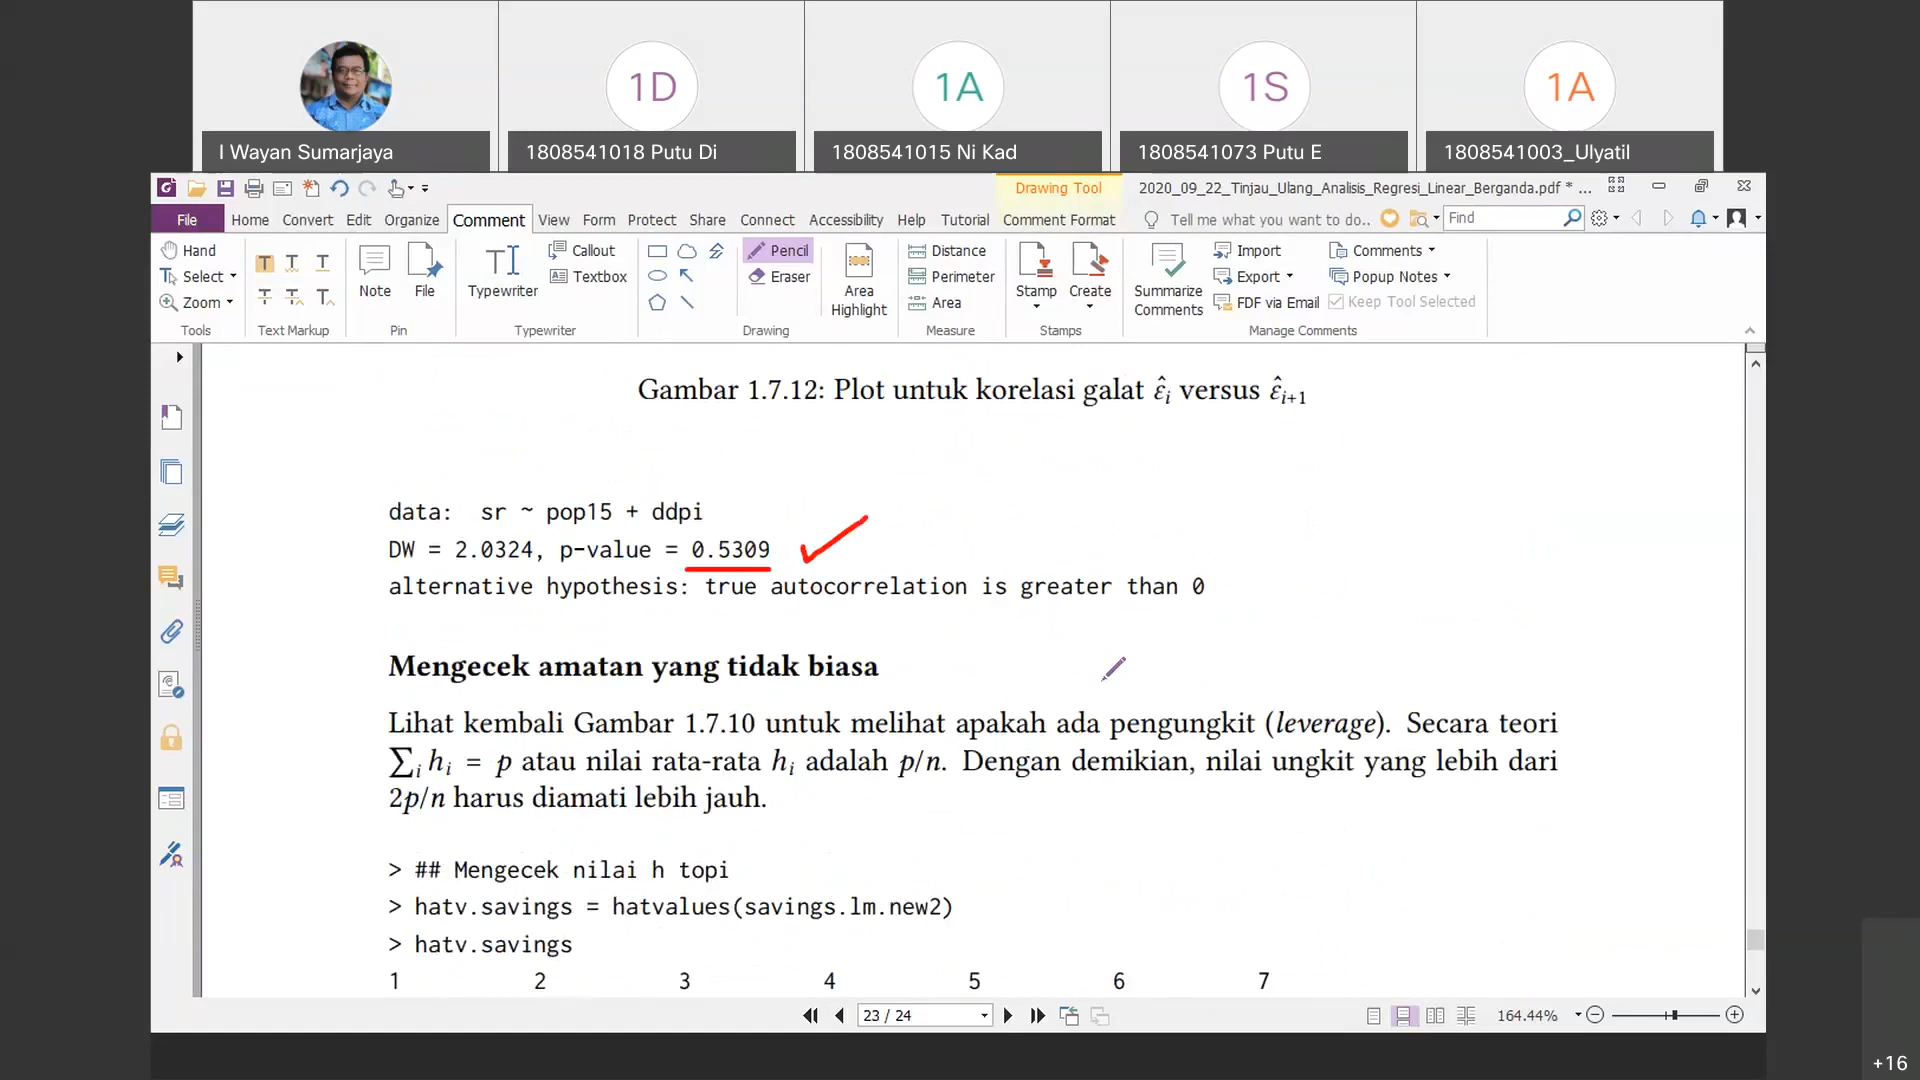 1D
1A
1S
1A
I Wayan Sumarjaya
1808541018 Putu Di
1808541015 Ni Kad
1808541073 Putu E
1808541003_Ulyatil
Drawing Tool
2020_09_22_Tinjau_Ulang_Analisis_Regresi_Linear_Berganda.pdf * ...
File Home Convert Edit Organize Comment View Form Protect Share Connect Accessibility Help Tutorial Comment Format Tell me what you want to do.. Find
Hand
Select
Zoom
Tools
Text Markup
Note
File
Pin
Typewriter
Callout
Textbox
Typewriter
Pencil
Eraser
Area Highlight
Drawing
Distance
Perimeter
Area
Measure
Stamp
Create
Stamps
Summarize Comments
Import
Export
FDF via Email
Comments
Popup Notes
Keep Tool Selected
Manage Comments
Gambar 1.7.12: Plot untuk korelasi galat ε̂ᵢ versus ε̂ᵢ₊₁
data: sr ~ pop15 + ddpi
DW = 2.0324, p-value = 0.5309
alternative hypothesis: true autocorrelation is greater than 0
Mengecek amatan yang tidak biasa
Lihat kembali Gambar 1.7.10 untuk melihat apakah ada pengungkit (leverage). Secara teori
∑ᵢ hᵢ = p atau nilai rata-rata hᵢ adalah p/n. Dengan demikian, nilai ungkit yang lebih dari
2p/n harus diamati lebih jauh.
> ## Mengecek nilai h topi
> hatv.savings = hatvalues(savings.lm.new2)
> hatv.savings
1 2 3 4 5 6 7
23 / 24
164.44%
+16